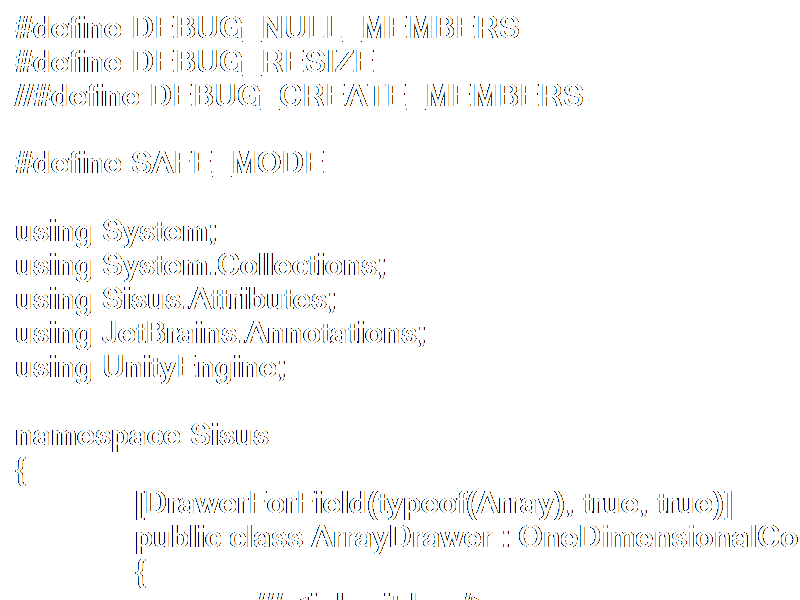 #define DEBUG_NULL_MEMBERS
#define DEBUG_RESIZE
//#define DEBUG_CREATE_MEMBERS
#define SAFE_MODE
using System;
using System.Collections;
using Sisus.Attributes;
using JetBrains.Annotations;
using UnityEngine;
namespace Sisus
{
[DrawerForField(typeof(Array), true, true)]
public class ArrayDrawer : OneDimensionalCo
{